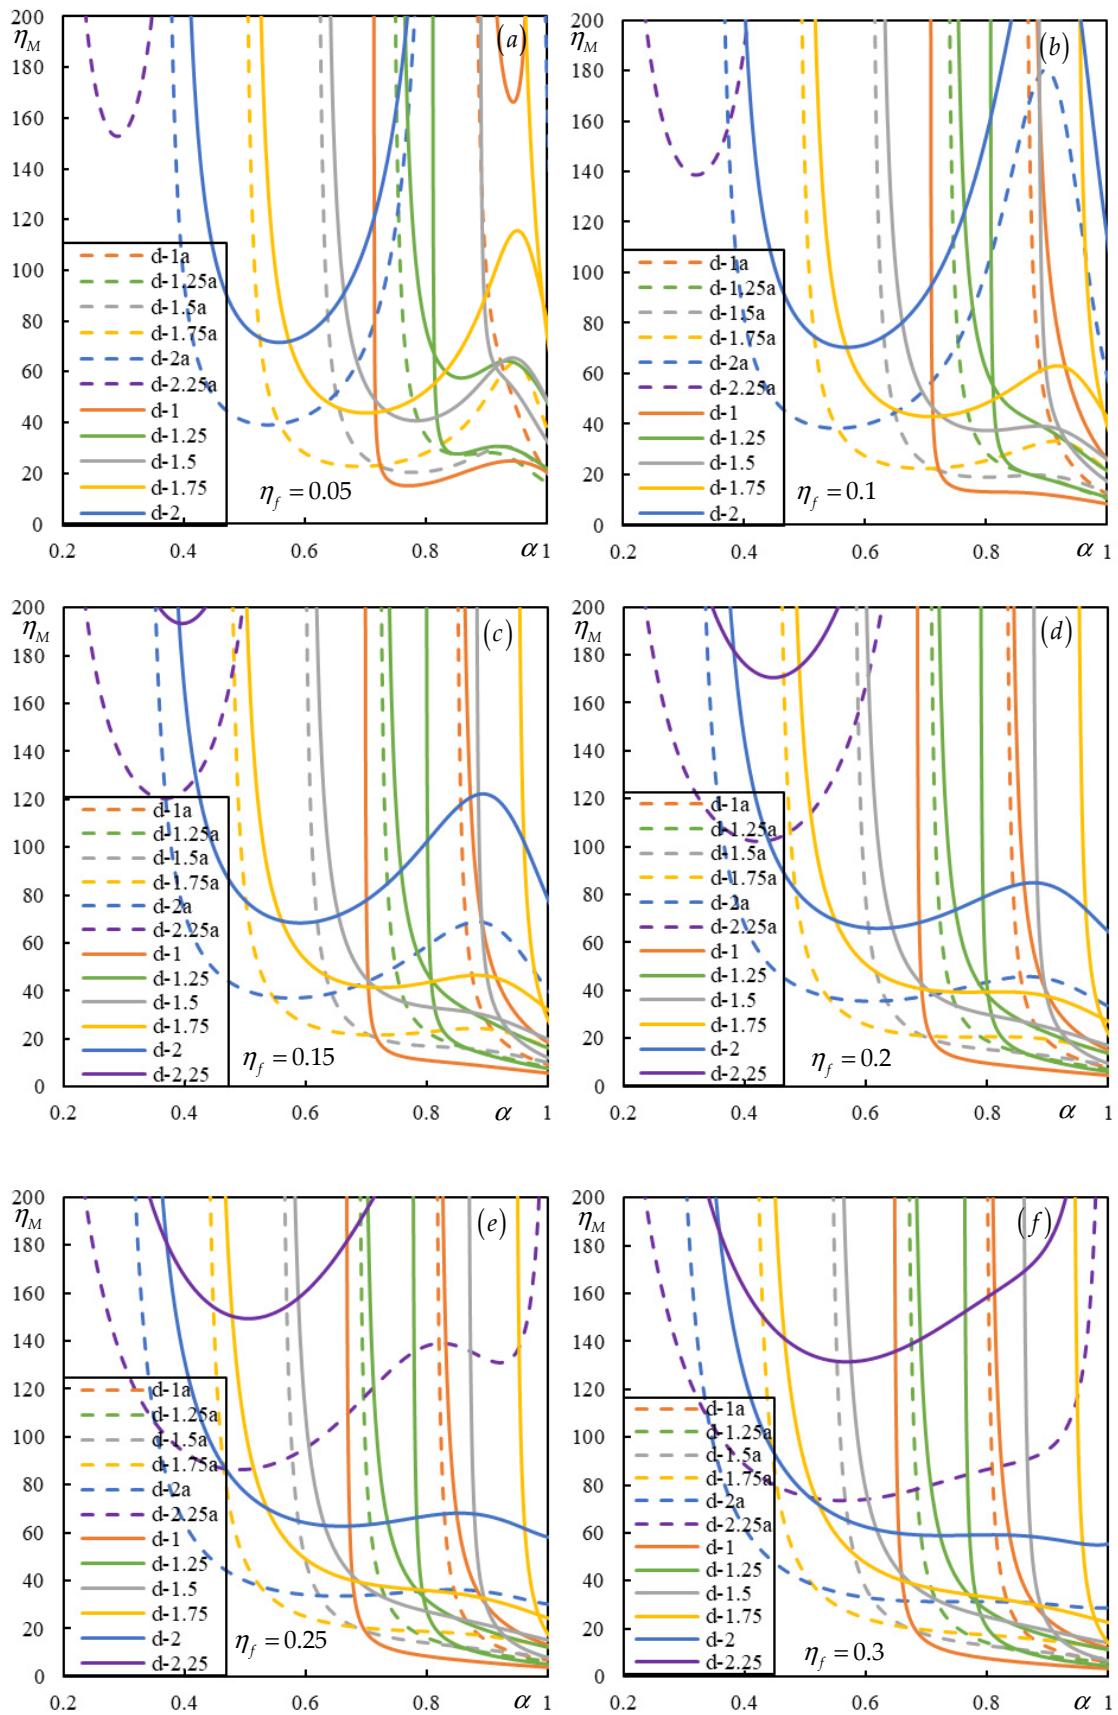 200
η_M
(a)
180
160
140
120
100
80
60
40
20
0
d-1a
d-1.25a
d-1.5a
d-1.75a
d-2a
d-2.25a
d-1
d-1.25
d-1.5
d-1.75
d-2
η_f = 0.05
0.2 0.4 0.6 0.8 α 1
200
η_M
(b)
180
160
140
120
100
80
60
40
20
0
d-1a
d-1.25a
d-1.5a
d-1.75a
d-2a
d-2.25a
d-1
d-1.25
d-1.5
d-1.75
d-2
η_f = 0.1
0.2 0.4 0.6 0.8 α 1
200
η_M
(c)
180
160
140
120
100
80
60
40
20
0
d-1a
d-1.25a
d-1.5a
d-1.75a
d-2a
d-2.25a
d-1
d-1.25
d-1.5
d-1.75
d-2
d-2.25
η_f = 0.15
0.2 0.4 0.6 0.8 α 1
200
η_M
(d)
180
160
140
120
100
80
60
40
20
0
d-1a
d-1.25a
d-1.5a
d-1.75a
d-2a
d-2.25a
d-1
d-1.25
d-1.5
d-1.75
d-2
d-2.25
η_f = 0.2
0.2 0.4 0.6 0.8 α 1
200
η_M
(e)
180
160
140
120
100
80
60
40
20
0
d-1a
d-1.25a
d-1.5a
d-1.75a
d-2a
d-2.25a
d-1
d-1.25
d-1.5
d-1.75
d-2
d-2.25
η_f = 0.25
0.2 0.4 0.6 0.8 α 1
200
η_M
(f)
180
160
140
120
100
80
60
40
20
0
d-1a
d-1.25a
d-1.5a
d-1.75a
d-2a
d-2.25a
d-1
d-1.25
d-1.5
d-1.75
d-2
d-2.25
η_f = 0.3
0.2 0.4 0.6 0.8 α 1